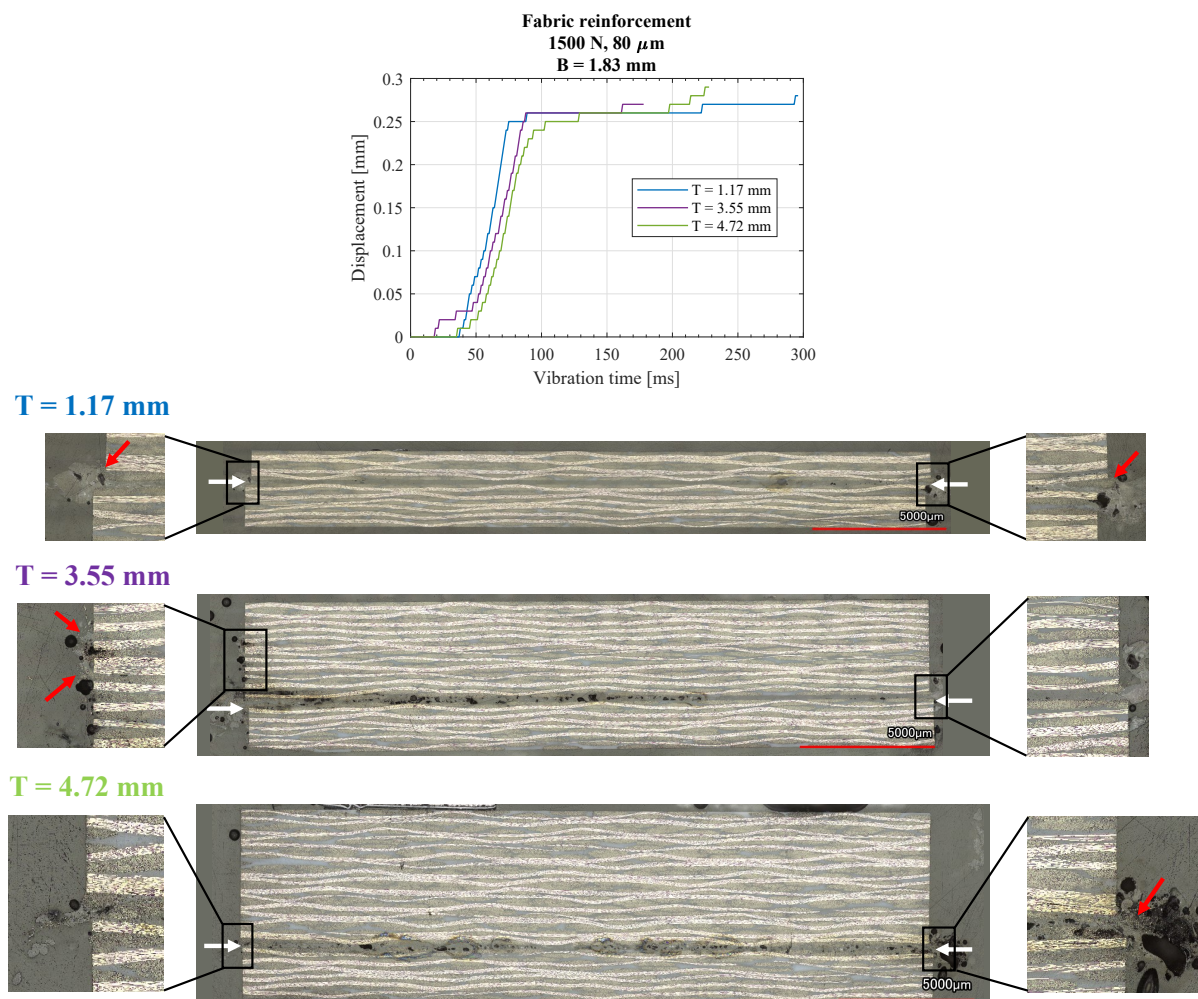 Fabric reinforcement
1500 N, 80 μm
B = 1.83 mm
0.3
0.25
0.2
0.15
0.1
0.05
0
Displacement [mm]
T = 1.17 mm
T = 3.55 mm
T = 4.72 mm
0 50 100 150 200 250 300
Vibration time [ms]
T = 1.17 mm
5000μm
T = 3.55 mm
5000μm
T = 4.72 mm
5000μm